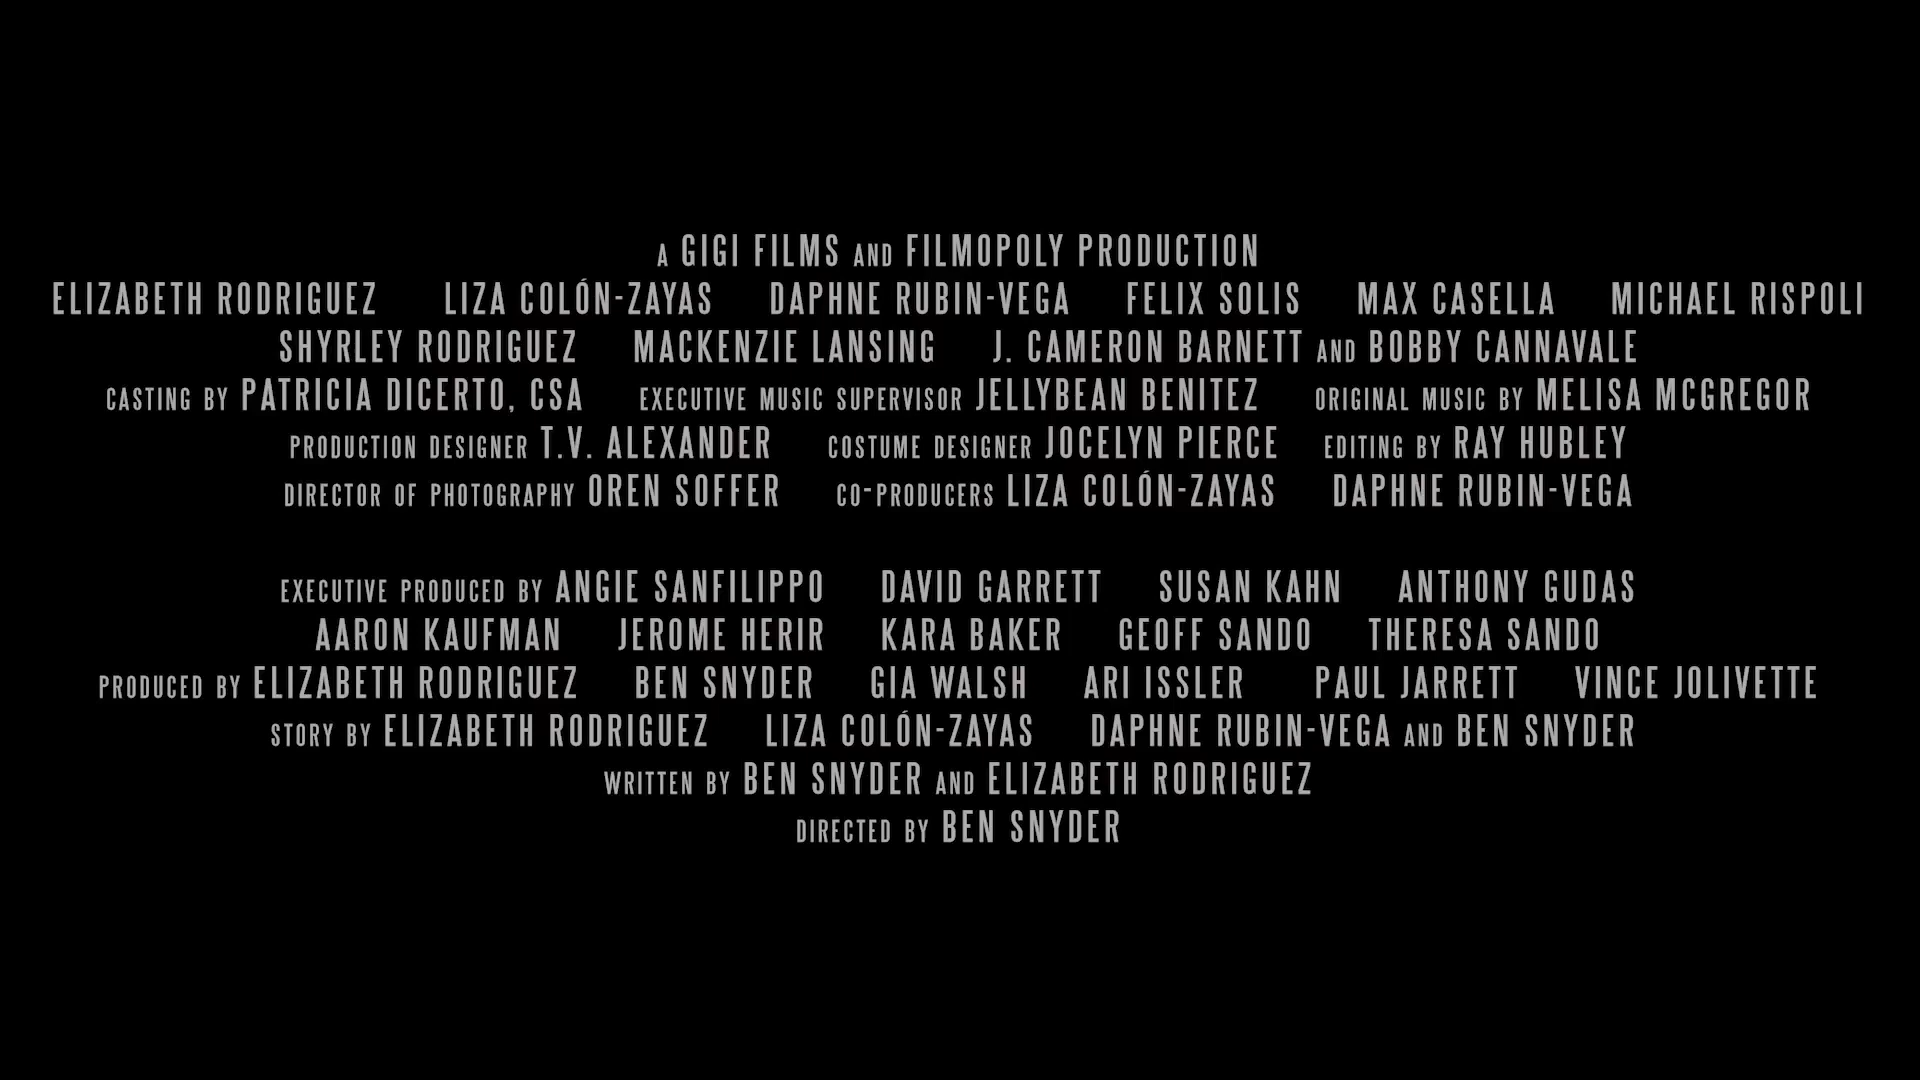 A GIGI FILMS AND FILMOPOLY PRODUCTION
ELIZABETH RODRIGUEZ LIZA COLÓN-ZAYAS DAPHNE RUBIN-VEGA FELIX SOLIS MAX CASELLA MICHAEL RISPOLI
SHYRLEY RODRIGUEZ MACKENZIE LANSING J. CAMERON BARNETT AND BOBBY CANNAVALE
CASTING BY PATRICIA DICERTO, CSA EXECUTIVE MUSIC SUPERVISOR JELLYBEAN BENITEZ ORIGINAL MUSIC BY MELISA MCGREGOR
PRODUCTION DESIGNER T.V. ALEXANDER COSTUME DESIGNER JOCELYN PIERCE EDITING BY RAY HUBLEY
DIRECTOR OF PHOTOGRAPHY OREN SOFFER CO-PRODUCERS LIZA COLÓN-ZAYAS DAPHNE RUBIN-VEGA
EXECUTIVE PRODUCED BY ANGIE SANFILIPPO DAVID GARRETT SUSAN KAHN ANTHONY GUDAS
AARON KAUFMAN JEROME HERIR KARA BAKER GEOFF SANDO THERESA SANDO
PRODUCED BY ELIZABETH RODRIGUEZ BEN SNYDER GIA WALSH ARI ISSLER PAUL JARRETT VINCE JOLIVETTE
STORY BY ELIZABETH RODRIGUEZ LIZA COLÓN-ZAYAS DAPHNE RUBIN-VEGA AND BEN SNYDER
WRITTEN BY BEN SNYDER AND ELIZABETH RODRIGUEZ
DIRECTED BY BEN SNYDER